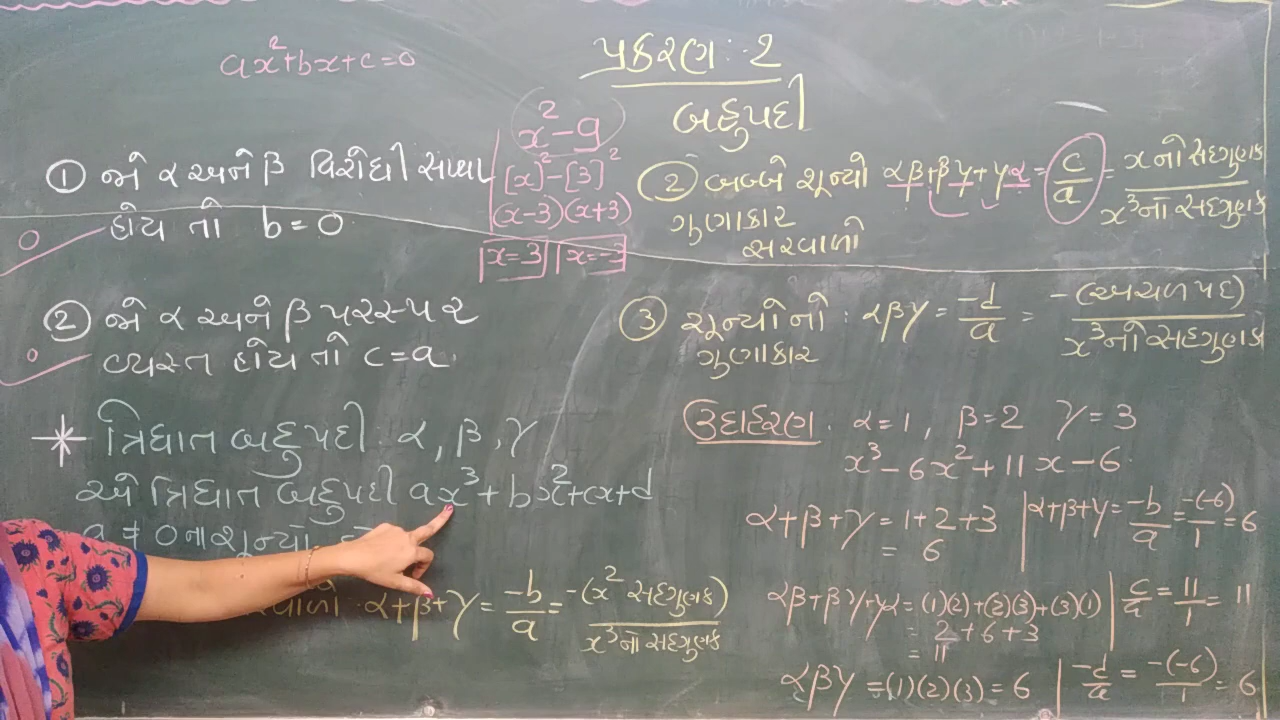 પ્રકરણ : 2
બહુપદી
ax²+bx+c=0
① જો α અને β વિરોધી સંખ્યા
હોય તો b=0
x²-9
[x]²-[3]²
(x-3)(x+3)
x=3 x=-3
② જો α અને β પરસ્પર
વ્યસ્ત હોય તો c=a.
ત્રિઘાત બહુપદી : α, β, γ
એ ત્રિઘાત બહુપદી ax³+bx²+cx+d
a ≠ 0 ના શૂન્યો
α+β+γ = -b/a = -(x² સહગુણક)/x³નો સહગુણક
② બબ્બે શૂન્યો αβ+βγ+γα = c/a = xનો સહગુણક/x³નો સહગુણક
ગુણાકાર
સરવાળો
③ શૂન્યોનો : αβγ = -d/a = -(અચળપદ)/x³નો સહગુણક
ગુણાકાર
ઉદાહરણ. α=1, β=2 γ=3
x³-6x²+11x-6.
α+β+γ = 1+2+3 | α+β+γ = -b/a = -(-6)/1 = 6
= 6
αβ+βγ+γα = (1)(2)+(2)(3)+(3)(1) | c/a = 11/1 = 11
= 2+6+3
= 11
αβγ = (1)(2)(3) = 6 | -d/a = -(-6)/1 = 6